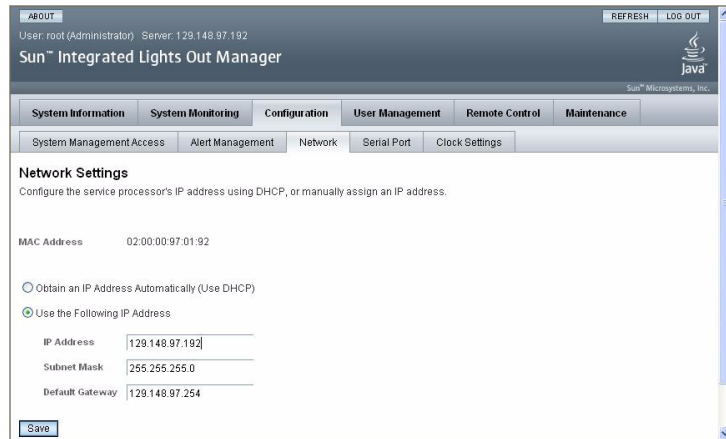 ABOUT
REFRESH LOG OUT
User: root (Administrator) Server: 129.148.97.192
Sun™ Integrated Lights Out Manager
Java™
Sun™ Microsystems, Inc.
System Information System Monitoring Configuration User Management Remote Control Maintenance
System Management Access Alert Management Network Serial Port Clock Settings
Network Settings
Configure the service processor's IP address using DHCP, or manually assign an IP address.
MAC Address 02:00:00:97:01:92
Obtain an IP Address Automatically (Use DHCP)
Use the Following IP Address
IP Address 129.148.97.192
Subnet Mask 255.255.255.0
Default Gateway 129.148.97.254
Save